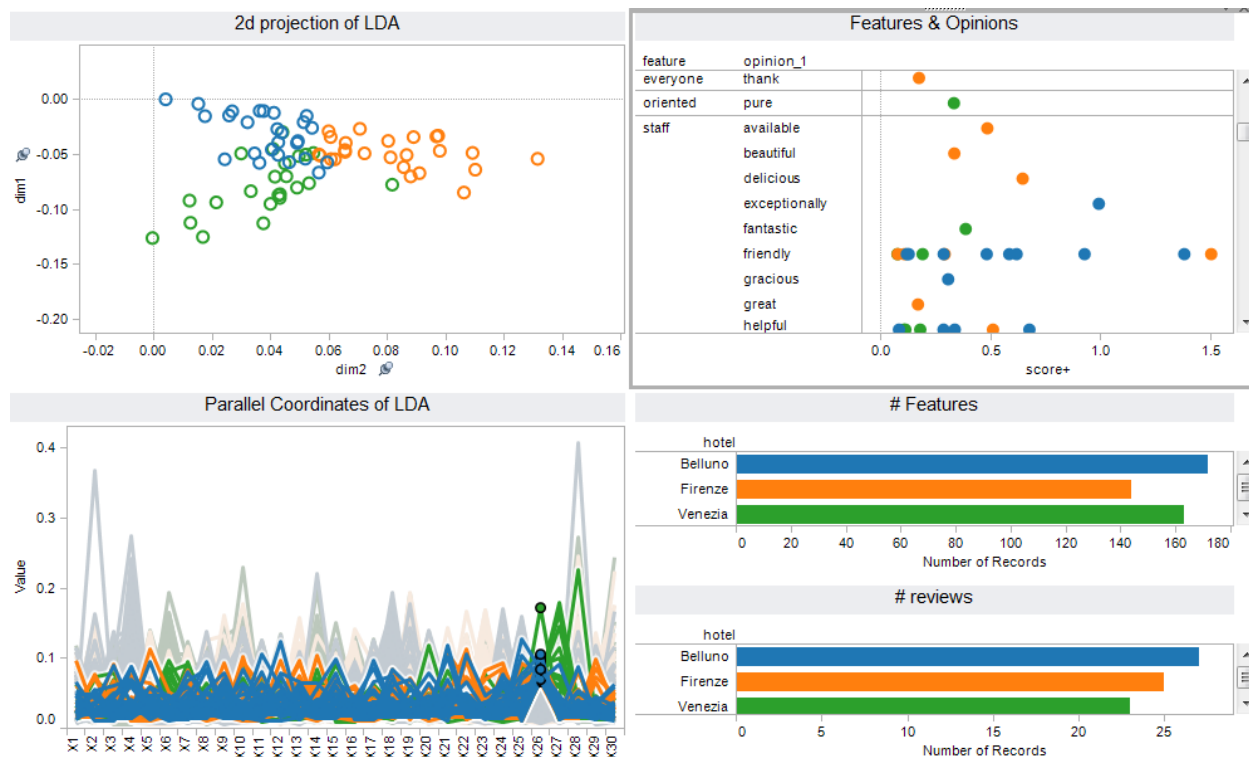 2d projection of LDA
0.00
-0.05
-0.10
-0.15
-0.20
dim1
-0.02 0.00 0.02 0.04 0.06 0.08 0.10 0.12 0.14 0.16
dim2
Features & Opinions
feature opinion_1
everyone thank
oriented pure
staff available
beautiful
delicious
exceptionally
fantastic
friendly
gracious
great
helpful
0.0 0.5 1.0 1.5
score+
Parallel Coordinates of LDA
0.4
0.3
0.2
0.1
0.0
Value
X1 X2 X3 X4 X5 X6 X7 X8 X9 X10 X11 X12 X13 X14 X15 X16 X17 X18 X19 X20 X21 X22 X23 X24 X25 X26 X27 X28 X29 X30
# Features
hotel
Belluno
Firenze
Venezia
0 20 40 60 80 100 120 140 160 180
Number of Records
# reviews
hotel
Belluno
Firenze
Venezia
0 5 10 15 20 25
Number of Records